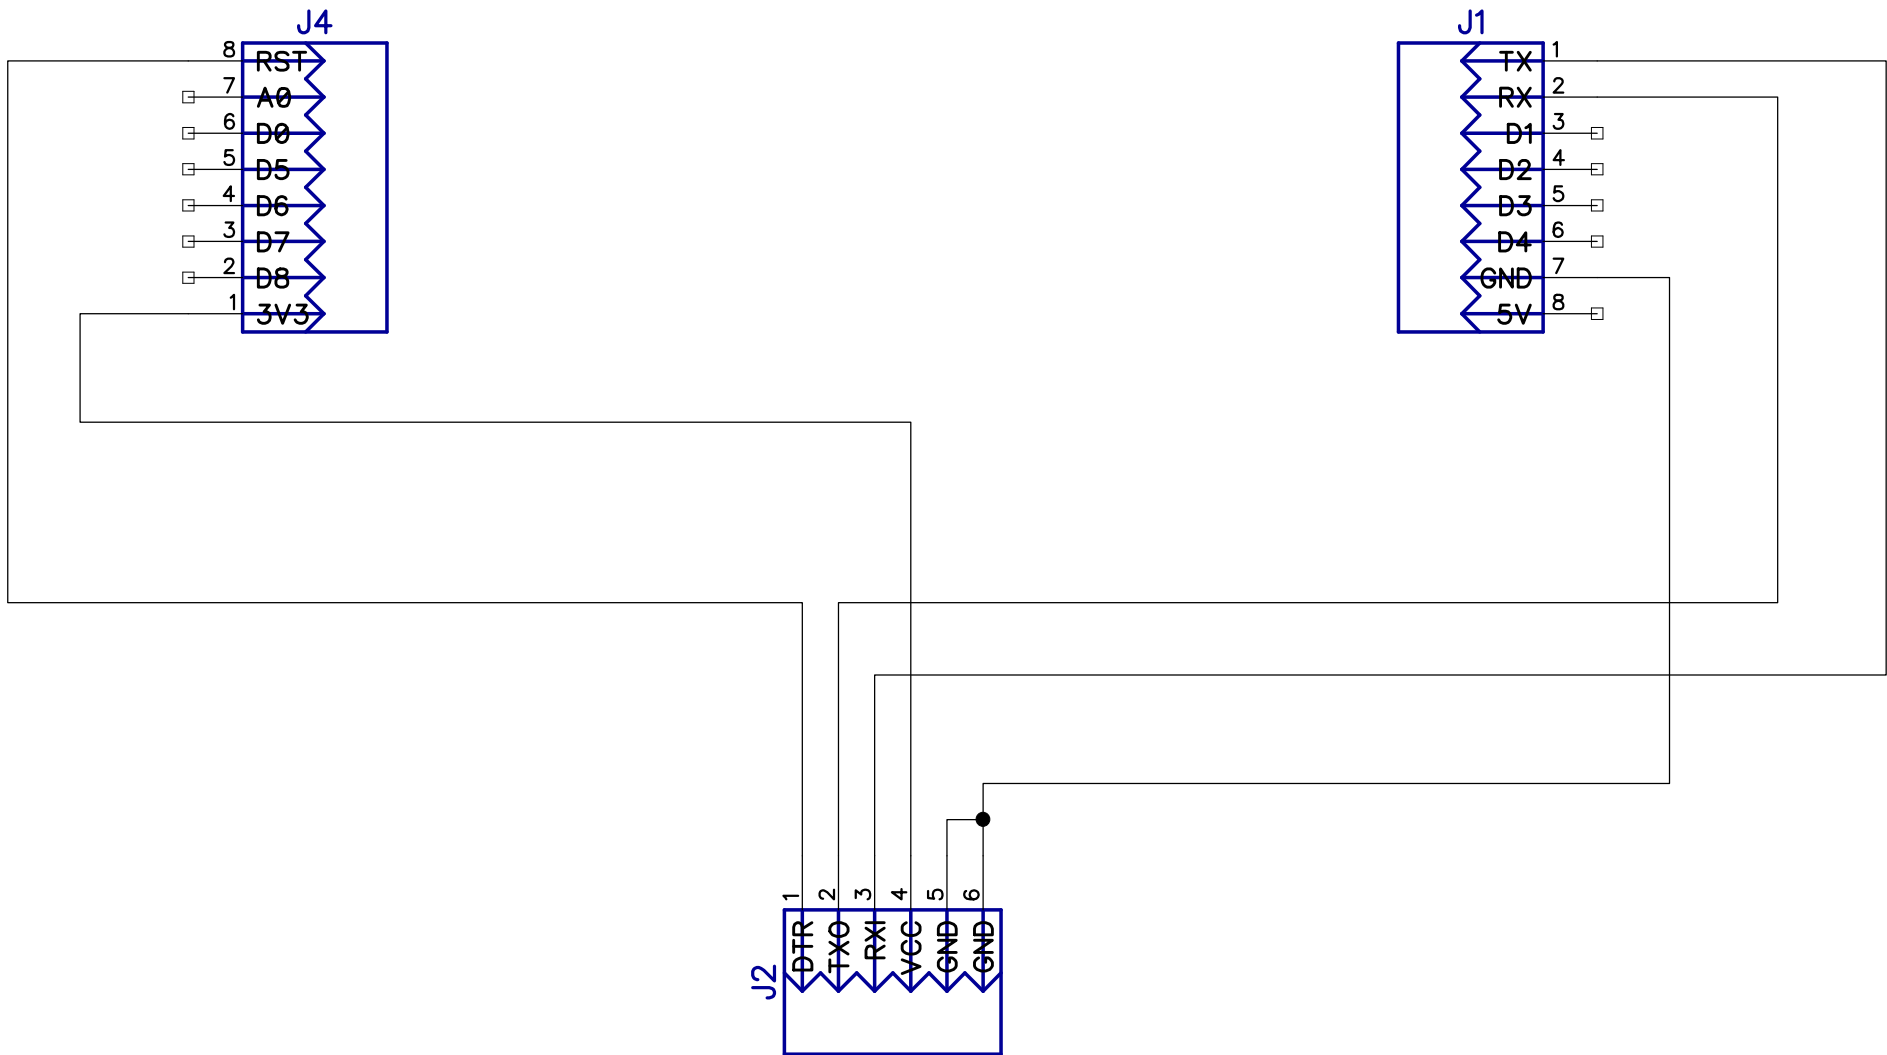 J4
8 RST
7 A0
6 D0
5 D5
4 D6
3 D7
2 D8
1 3V3
J1
TX 1
RX 2
D1 3
D2 4
D3 5
D4 6
GND 7
5V 8
J2
1 DTR
2 TXO
3 RXI
4 VCC
5 GND
6 GND